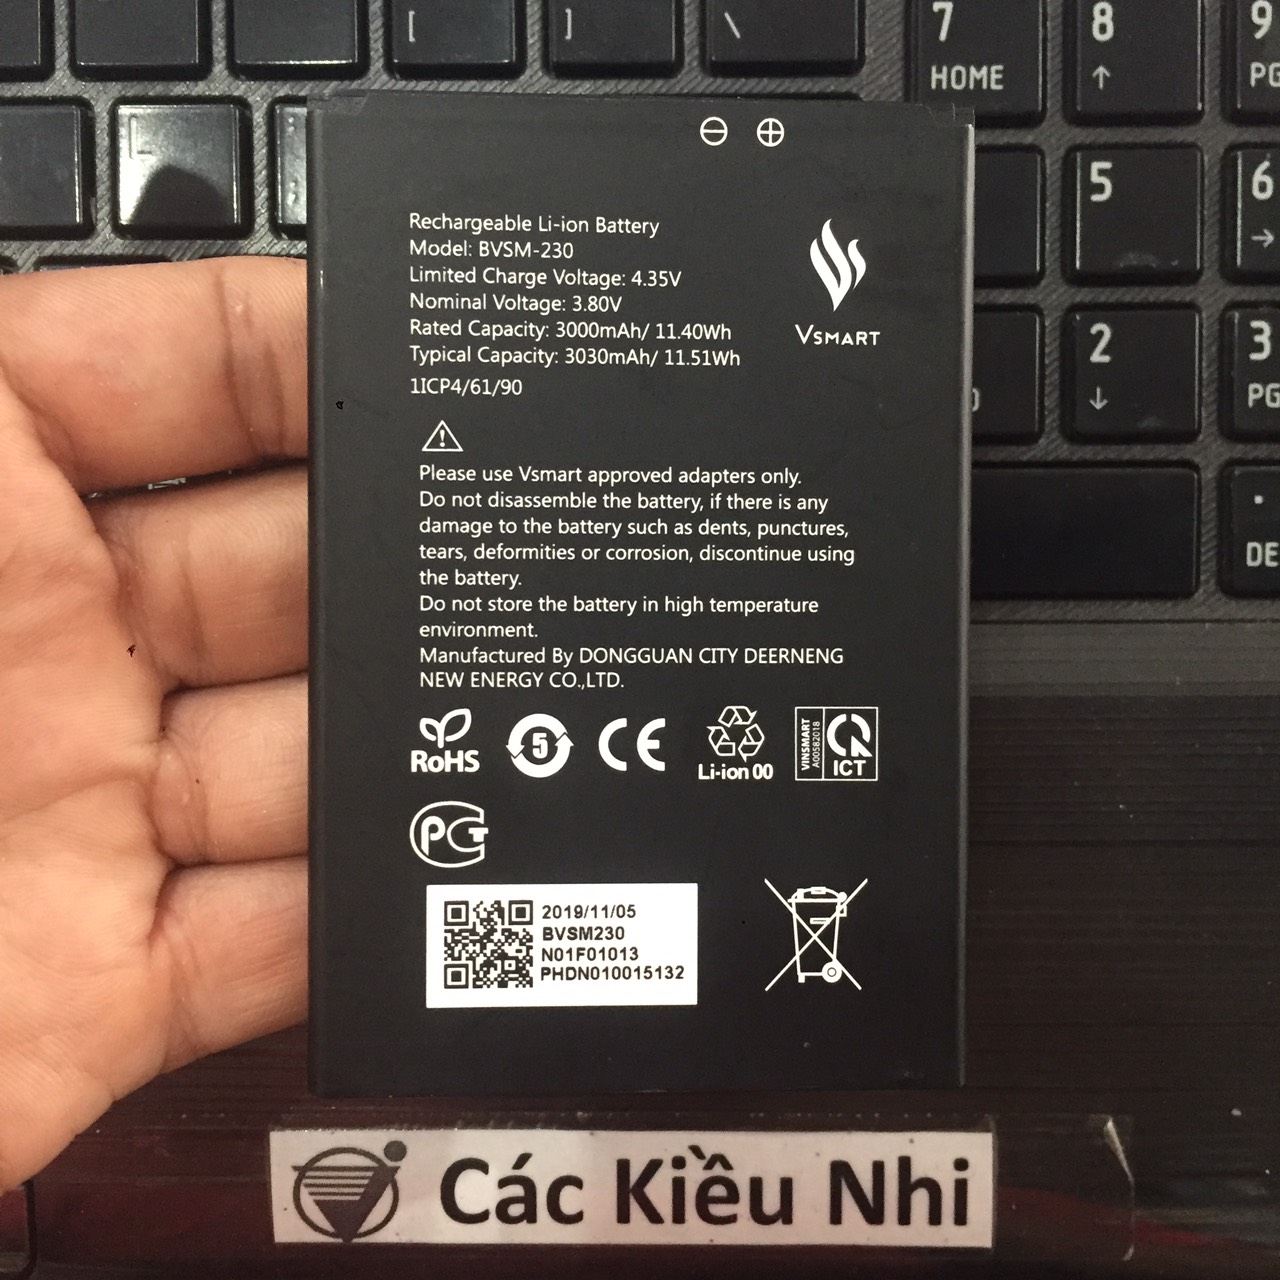 [
]
\
7
HOME
8
↑
9
PG
5
6
→
2
↓
3
PG
.
DE
⊖ ⊕
Rechargeable Li-ion Battery
Model: BVSM-230
Limited Charge Voltage: 4.35V
Nominal Voltage: 3.80V
Rated Capacity: 3000mAh/ 11.40Wh
Typical Capacity: 3030mAh/ 11.51Wh
1ICP4/61/90
VSMART
Please use Vsmart approved adapters only.
Do not disassemble the battery, if there is any
damage to the battery such as dents, punctures,
tears, deformities or corrosion, discontinue using
the battery.
Do not store the battery in high temperature
environment.
Manufactured By DONGGUAN CITY DEERNENG
NEW ENERGY CO.,LTD.
RoHS
5
CE
Li-ion 00
VINSMART
A00582018
ICT
PG
2019/11/05
BVSM230
N01F01013
PHDN010015132
Các Kiều Nhi